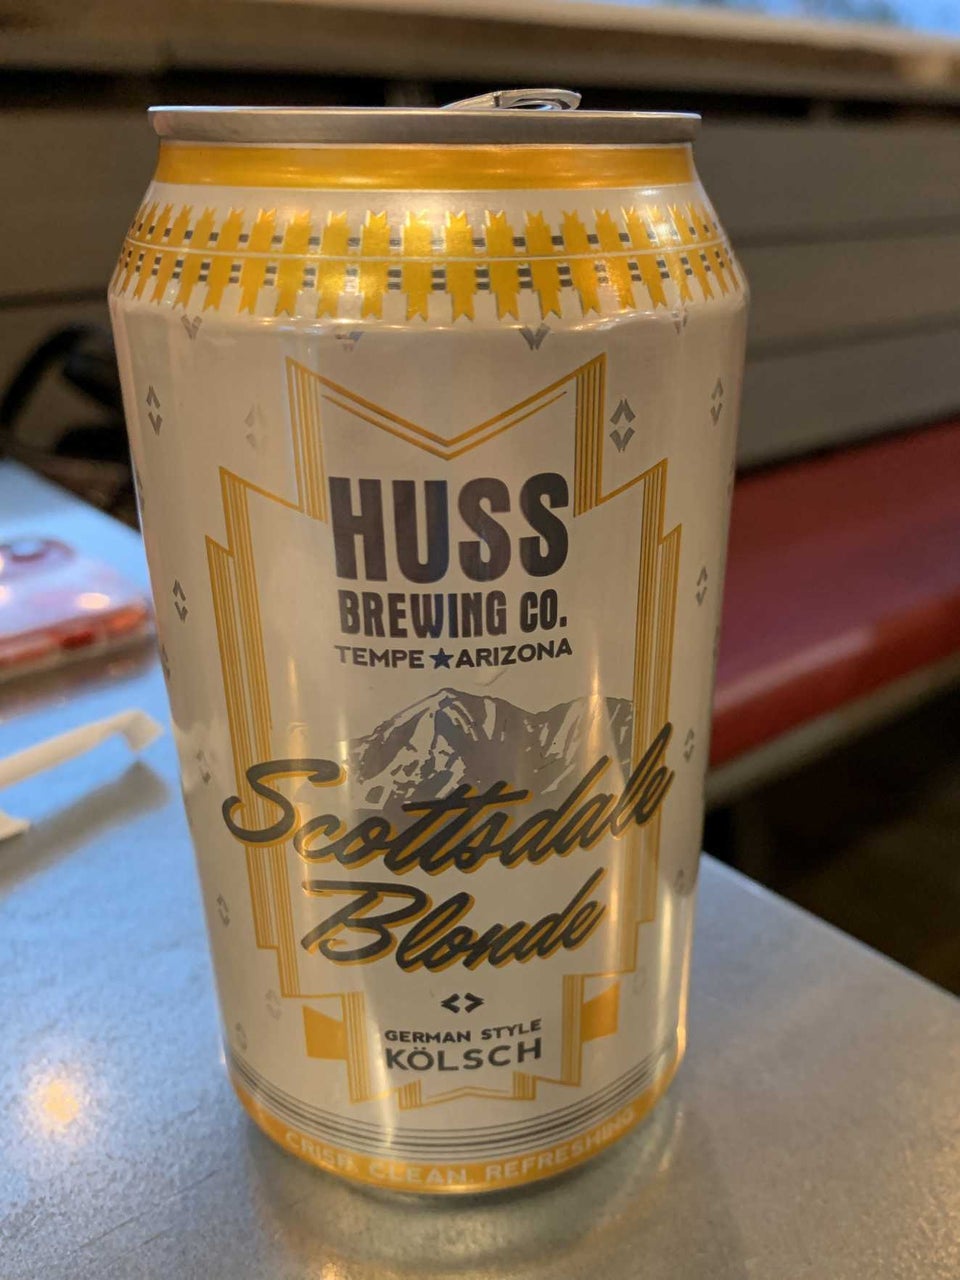 HUSS
BREWING CO.
TEMPE★ARIZONA
Scottsdale
Blonde
GERMAN STYLE
KÖLSCH
CRISP. CLEAN. REFRESHING